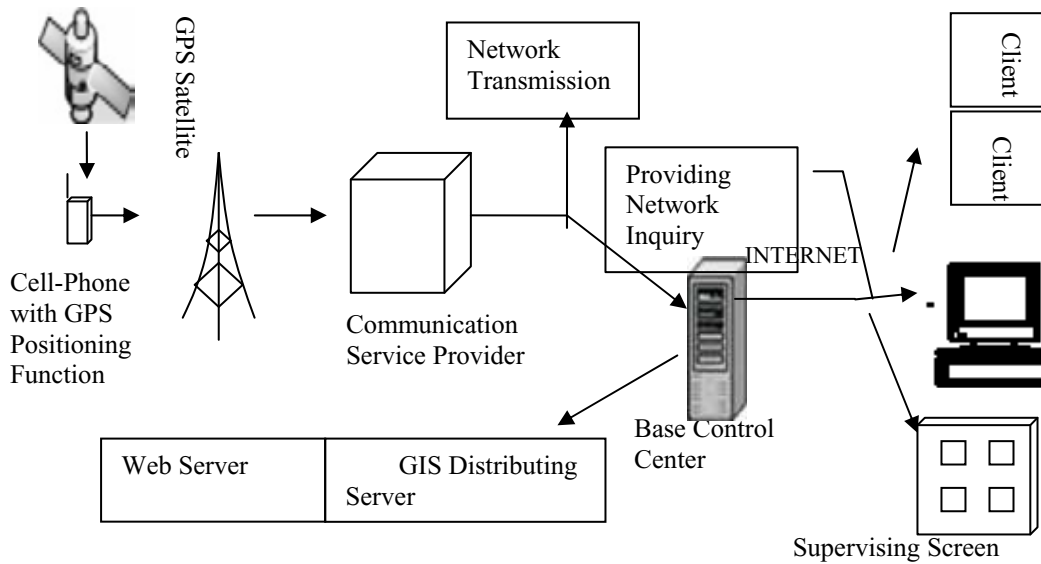 GPS Satellite
Network
Transmission
Client
Client
Providing
Network
Inquiry
INTERNET
Cell-Phone
with GPS
Positioning
Function
Communication
Service Provider
Base Control
Center
Web Server
GIS Distributing
Server
Supervising Screen